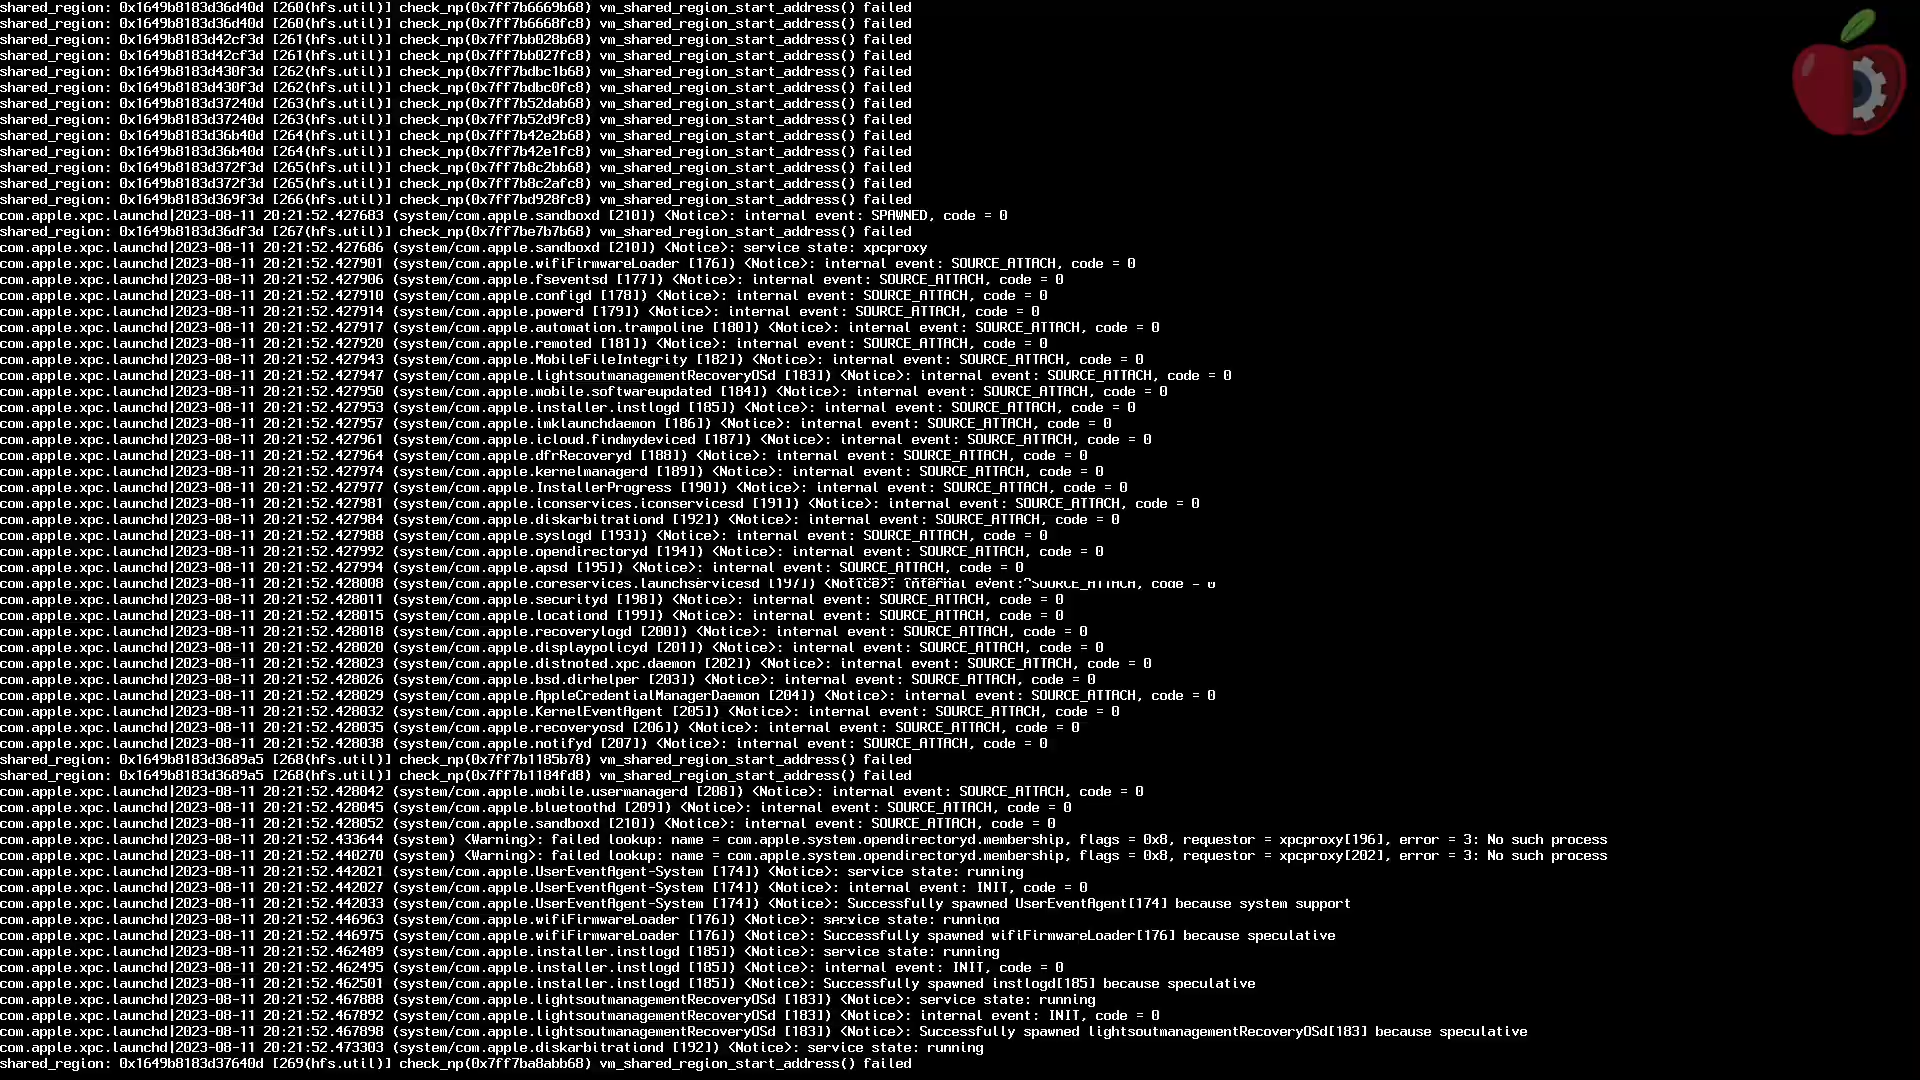 shared_region: 0x1649b8183d36d40d [260(hfs.util)] check_np(0x7ff7b6669b68) vm_shared_region_start_address() failed
shared_region: 0x1649b8183d36d40d [260(hfs.util)] check_np(0x7ff7b6668fc8) vm_shared_region_start_address() failed
shared_region: 0x1649b8183d42cf3d [261(hfs.util)] check_np(0x7ff7bb028b68) vm_shared_region_start_address() failed
shared_region: 0x1649b8183d42cf3d [261(hfs.util)] check_np(0x7ff7bb027fc8) vm_shared_region_start_address() failed
shared_region: 0x1649b8183d430f3d [262(hfs.util)] check_np(0x7ff7bdbc1b68) vm_shared_region_start_address() failed
shared_region: 0x1649b8183d430f3d [262(hfs.util)] check_np(0x7ff7bdbc0fc8) vm_shared_region_start_address() failed
shared_region: 0x1649b8183d37240d [263(hfs.util)] check_np(0x7ff7b52dab68) vm_shared_region_start_address() failed
shared_region: 0x1649b8183d37240d [263(hfs.util)] check_np(0x7ff7b52d9fc8) vm_shared_region_start_address() failed
shared_region: 0x1649b8183d36b40d [264(hfs.util)] check_np(0x7ff7b42e2b68) vm_shared_region_start_address() failed
shared_region: 0x1649b8183d36b40d [264(hfs.util)] check_np(0x7ff7b42e1fc8) vm_shared_region_start_address() failed
shared_region: 0x1649b8183d372f3d [265(hfs.util)] check_np(0x7ff7b8c2bb68) vm_shared_region_start_address() failed
shared_region: 0x1649b8183d372f3d [265(hfs.util)] check_np(0x7ff7b8c2afc8) vm_shared_region_start_address() failed
shared_region: 0x1649b8183d369f3d [266(hfs.util)] check_np(0x7ff7bd928fc8) vm_shared_region_start_address() failed
com.apple.xpc.launchd|2023-08-11 20:21:52.427683 (system/com.apple.sandboxd [210]) <Notice>: internal event: SPAWNED, code = 0
shared_region: 0x1649b8183d36df3d [267(hfs.util)] check_np(0x7ff7be7b7b68) vm_shared_region_start_address() failed
com.apple.xpc.launchd|2023-08-11 20:21:52.427686 (system/com.apple.sandboxd [210]) <Notice>: service state: xpcproxy
com.apple.xpc.launchd|2023-08-11 20:21:52.427901 (system/com.apple.wifiFirmwareLoader [176]) <Notice>: internal event: SOURCE_ATTACH, code = 0
com.apple.xpc.launchd|2023-08-11 20:21:52.427906 (system/com.apple.fseventsd [177]) <Notice>: internal event: SOURCE_ATTACH, code = 0
com.apple.xpc.launchd|2023-08-11 20:21:52.427910 (system/com.apple.configd [178]) <Notice>: internal event: SOURCE_ATTACH, code = 0
com.apple.xpc.launchd|2023-08-11 20:21:52.427914 (system/com.apple.powerd [179]) <Notice>: internal event: SOURCE_ATTACH, code = 0
com.apple.xpc.launchd|2023-08-11 20:21:52.427917 (system/com.apple.automation.trampoline [180]) <Notice>: internal event: SOURCE_ATTACH, code = 0
com.apple.xpc.launchd|2023-08-11 20:21:52.427920 (system/com.apple.remoted [181]) <Notice>: internal event: SOURCE_ATTACH, code = 0
com.apple.xpc.launchd|2023-08-11 20:21:52.427943 (system/com.apple.MobileFileIntegrity [182]) <Notice>: internal event: SOURCE_ATTACH, code = 0
com.apple.xpc.launchd|2023-08-11 20:21:52.427947 (system/com.apple.lightsoutmanagementRecoveryOSd [183]) <Notice>: internal event: SOURCE_ATTACH, code = 0
com.apple.xpc.launchd|2023-08-11 20:21:52.427950 (system/com.apple.mobile.softwareupdated [184]) <Notice>: internal event: SOURCE_ATTACH, code = 0
com.apple.xpc.launchd|2023-08-11 20:21:52.427953 (system/com.apple.installer.instlogd [185]) <Notice>: internal event: SOURCE_ATTACH, code = 0
com.apple.xpc.launchd|2023-08-11 20:21:52.427957 (system/com.apple.imklaunchdaemon [186]) <Notice>: internal event: SOURCE_ATTACH, code = 0
com.apple.xpc.launchd|2023-08-11 20:21:52.427961 (system/com.apple.icloud.findmydeviced [187]) <Notice>: internal event: SOURCE_ATTACH, code = 0
com.apple.xpc.launchd|2023-08-11 20:21:52.427964 (system/com.apple.dfrRecoveryd [188]) <Notice>: internal event: SOURCE_ATTACH, code = 0
com.apple.xpc.launchd|2023-08-11 20:21:52.427974 (system/com.apple.kernelmanagerd [189]) <Notice>: internal event: SOURCE_ATTACH, code = 0
com.apple.xpc.launchd|2023-08-11 20:21:52.427977 (system/com.apple.InstallerProgress [190]) <Notice>: internal event: SOURCE_ATTACH, code = 0
com.apple.xpc.launchd|2023-08-11 20:21:52.427981 (system/com.apple.iconservices.iconservicesd [191]) <Notice>: internal event: SOURCE_ATTACH, code = 0
com.apple.xpc.launchd|2023-08-11 20:21:52.427984 (system/com.apple.diskarbitrationd [192]) <Notice>: internal event: SOURCE_ATTACH, code = 0
com.apple.xpc.launchd|2023-08-11 20:21:52.427988 (system/com.apple.syslogd [193]) <Notice>: internal event: SOURCE_ATTACH, code = 0
com.apple.xpc.launchd|2023-08-11 20:21:52.427992 (system/com.apple.opendirectoryd [194]) <Notice>: internal event: SOURCE_ATTACH, code = 0
com.apple.xpc.launchd|2023-08-11 20:21:52.427994 (system/com.apple.apsd [195]) <Notice>: internal event: SOURCE_ATTACH, code = 0
com.apple.xpc.launchd|2023-08-11 20:21:52.428008 (system/com.apple.coreservices.launchservicesd [197]) <Notice>: internal event: SOURCE_ATTACH, code = 0
com.apple.xpc.launchd|2023-08-11 20:21:52.428011 (system/com.apple.securityd [198]) <Notice>: internal event: SOURCE_ATTACH, code = 0
com.apple.xpc.launchd|2023-08-11 20:21:52.428015 (system/com.apple.locationd [199]) <Notice>: internal event: SOURCE_ATTACH, code = 0
com.apple.xpc.launchd|2023-08-11 20:21:52.428018 (system/com.apple.recoverylogd [200]) <Notice>: internal event: SOURCE_ATTACH, code = 0
com.apple.xpc.launchd|2023-08-11 20:21:52.428020 (system/com.apple.displaypolicyd [201]) <Notice>: internal event: SOURCE_ATTACH, code = 0
com.apple.xpc.launchd|2023-08-11 20:21:52.428023 (system/com.apple.distnoted.xpc.daemon [202]) <Notice>: internal event: SOURCE_ATTACH, code = 0
com.apple.xpc.launchd|2023-08-11 20:21:52.428026 (system/com.apple.bsd.dirhelper [203]) <Notice>: internal event: SOURCE_ATTACH, code = 0
com.apple.xpc.launchd|2023-08-11 20:21:52.428029 (system/com.apple.AppleCredentialManagerDaemon [204]) <Notice>: internal event: SOURCE_ATTACH, code = 0
com.apple.xpc.launchd|2023-08-11 20:21:52.428032 (system/com.apple.KernelEventAgent [205]) <Notice>: internal event: SOURCE_ATTACH, code = 0
com.apple.xpc.launchd|2023-08-11 20:21:52.428035 (system/com.apple.recoveryosd [206]) <Notice>: internal event: SOURCE_ATTACH, code = 0
com.apple.xpc.launchd|2023-08-11 20:21:52.428038 (system/com.apple.notifyd [207]) <Notice>: internal event: SOURCE_ATTACH, code = 0
shared_region: 0x1649b8183d3689a5 [268(hfs.util)] check_np(0x7ff7b1185b78) vm_shared_region_start_address() failed
shared_region: 0x1649b8183d3689a5 [268(hfs.util)] check_np(0x7ff7b1184fd8) vm_shared_region_start_address() failed
com.apple.xpc.launchd|2023-08-11 20:21:52.428042 (system/com.apple.mobile.usermanagerd [208]) <Notice>: internal event: SOURCE_ATTACH, code = 0
com.apple.xpc.launchd|2023-08-11 20:21:52.428045 (system/com.apple.bluetoothd [209]) <Notice>: internal event: SOURCE_ATTACH, code = 0
com.apple.xpc.launchd|2023-08-11 20:21:52.428052 (system/com.apple.sandboxd [210]) <Notice>: internal event: SOURCE_ATTACH, code = 0
com.apple.xpc.launchd|2023-08-11 20:21:52.433644 (system) <Warning>: failed lookup: name = com.apple.system.opendirectoryd.membership, flags = 0x8, requestor = xpcproxy[196], error = 3: No such process
com.apple.xpc.launchd|2023-08-11 20:21:52.440270 (system) <Warning>: failed lookup: name = com.apple.system.opendirectoryd.membership, flags = 0x8, requestor = xpcproxy[202], error = 3: No such process
com.apple.xpc.launchd|2023-08-11 20:21:52.442021 (system/com.apple.UserEventAgent-System [174]) <Notice>: service state: running
com.apple.xpc.launchd|2023-08-11 20:21:52.442027 (system/com.apple.UserEventAgent-System [174]) <Notice>: internal event: INIT, code = 0
com.apple.xpc.launchd|2023-08-11 20:21:52.442033 (system/com.apple.UserEventAgent-System [174]) <Notice>: Successfully spawned UserEventAgent[174] because system support
com.apple.xpc.launchd|2023-08-11 20:21:52.446963 (system/com.apple.wifiFirmwareLoader [176]) <Notice>: service state: running
com.apple.xpc.launchd|2023-08-11 20:21:52.446975 (system/com.apple.wifiFirmwareLoader [176]) <Notice>: Successfully spawned wifiFirmwareLoader[176] because speculative
com.apple.xpc.launchd|2023-08-11 20:21:52.462489 (system/com.apple.installer.instlogd [185]) <Notice>: service state: running
com.apple.xpc.launchd|2023-08-11 20:21:52.462495 (system/com.apple.installer.instlogd [185]) <Notice>: internal event: INIT, code = 0
com.apple.xpc.launchd|2023-08-11 20:21:52.462501 (system/com.apple.installer.instlogd [185]) <Notice>: Successfully spawned instlogd[185] because speculative
com.apple.xpc.launchd|2023-08-11 20:21:52.467888 (system/com.apple.lightsoutmanagementRecoveryOSd [183]) <Notice>: service state: running
com.apple.xpc.launchd|2023-08-11 20:21:52.467892 (system/com.apple.lightsoutmanagementRecoveryOSd [183]) <Notice>: internal event: INIT, code = 0
com.apple.xpc.launchd|2023-08-11 20:21:52.467898 (system/com.apple.lightsoutmanagementRecoveryOSd [183]) <Notice>: Successfully spawned lightsoutmanagementRecoveryOSd[183] because speculative
com.apple.xpc.launchd|2023-08-11 20:21:52.473303 (system/com.apple.diskarbitrationd [192]) <Notice>: service state: running
shared_region: 0x1649b8183d37640d [269(hfs.util)] check_np(0x7ff7ba8abb68) vm_shared_region_start_address() failed